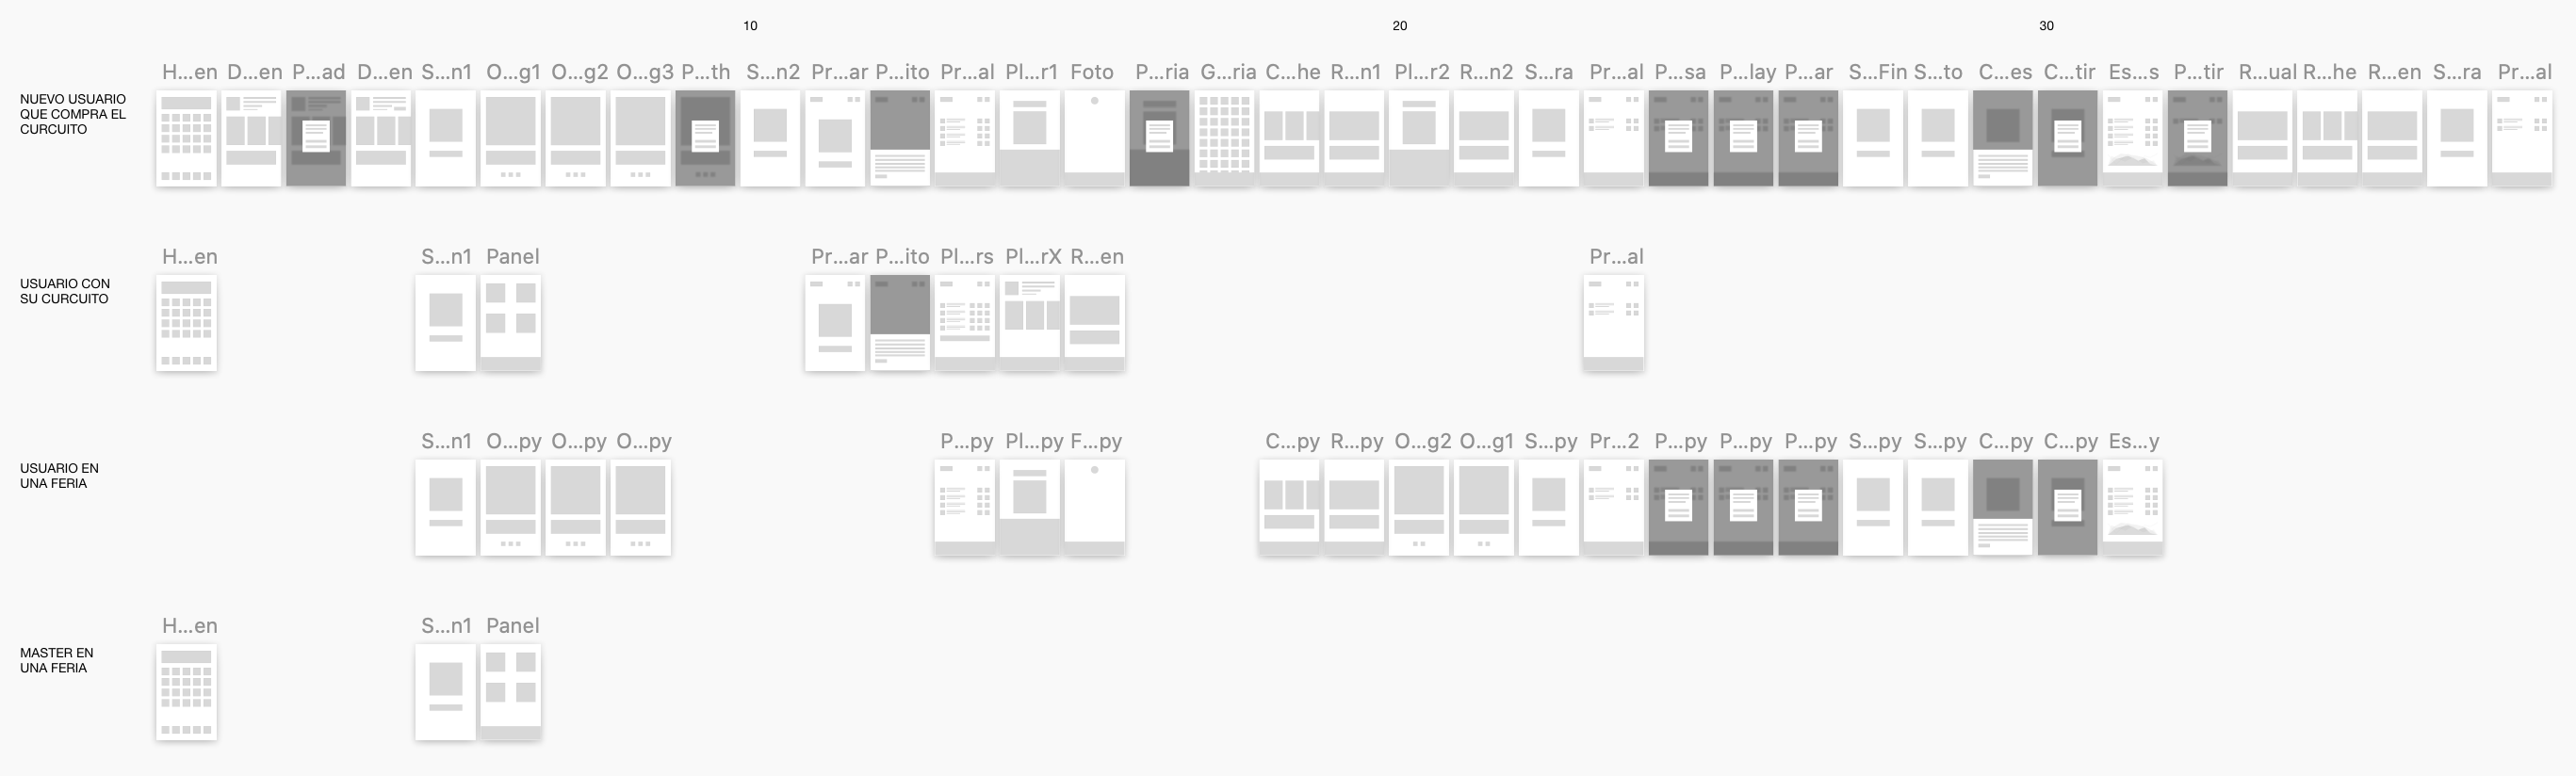 10 20 30
H...en D...en P...ad D...en S...n1 O...g1 O...g2 O...g3 P...th S...n2 Pr...ar P...ito Pr...al Pl...r1 Foto P...ria G...ria C...he R...n1 Pl...r2 R...n2 S...ra Pr...al P...sa P...lay P...ar S...Fin S...to C...es C...tir Es...s P...tir R...ual R...he R...en S...ra Pr...al
NUEVO USUARIO
QUE COMPRA EL
CURCUITO
H...en S...n1 Panel Pr...ar P...ito Pl...rs Pl...rX R...en Pr...al
USUARIO CON
SU CURCUITO
S...n1 O...py O...py O...py P...py Pl...py F...py C...py R...py O...g2 O...g1 S...py Pr...2 P...py P...py P...py S...py S...py C...py C...py Es...y
USUARIO EN
UNA FERIA
H...en S...n1 Panel
MASTER EN
UNA FERIA